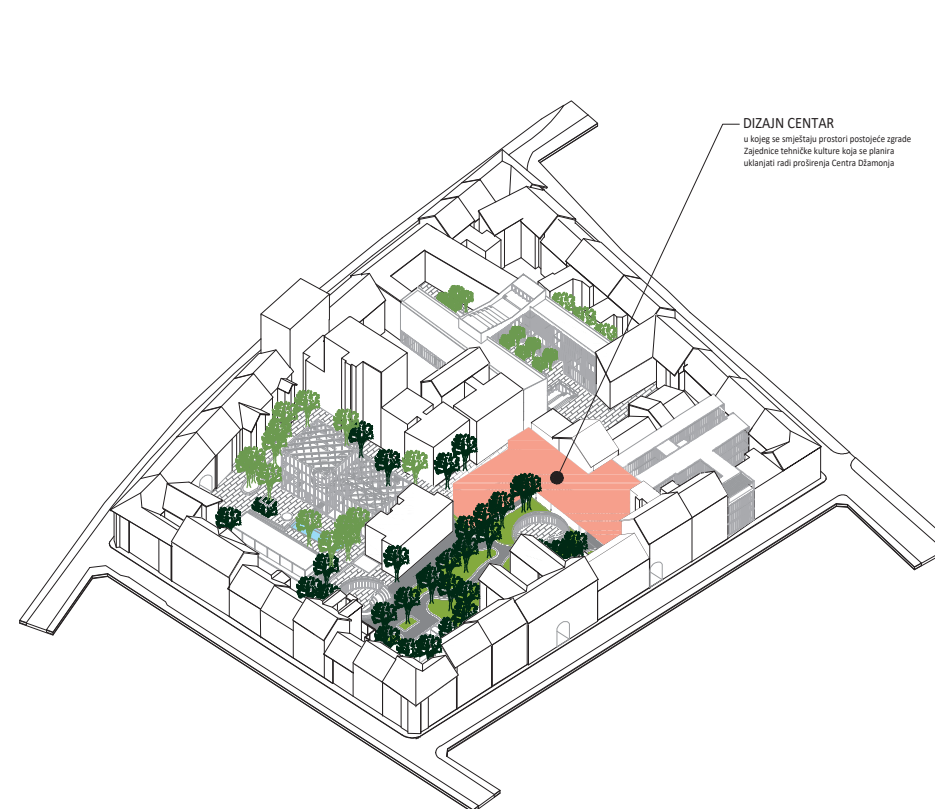 DIZAJN CENTAR
u kojeg se smještaju prostori postojeće zgrade
Zajednice tehničke kulture koja se planira
uklanjati radi proširenja Centra Džamonja